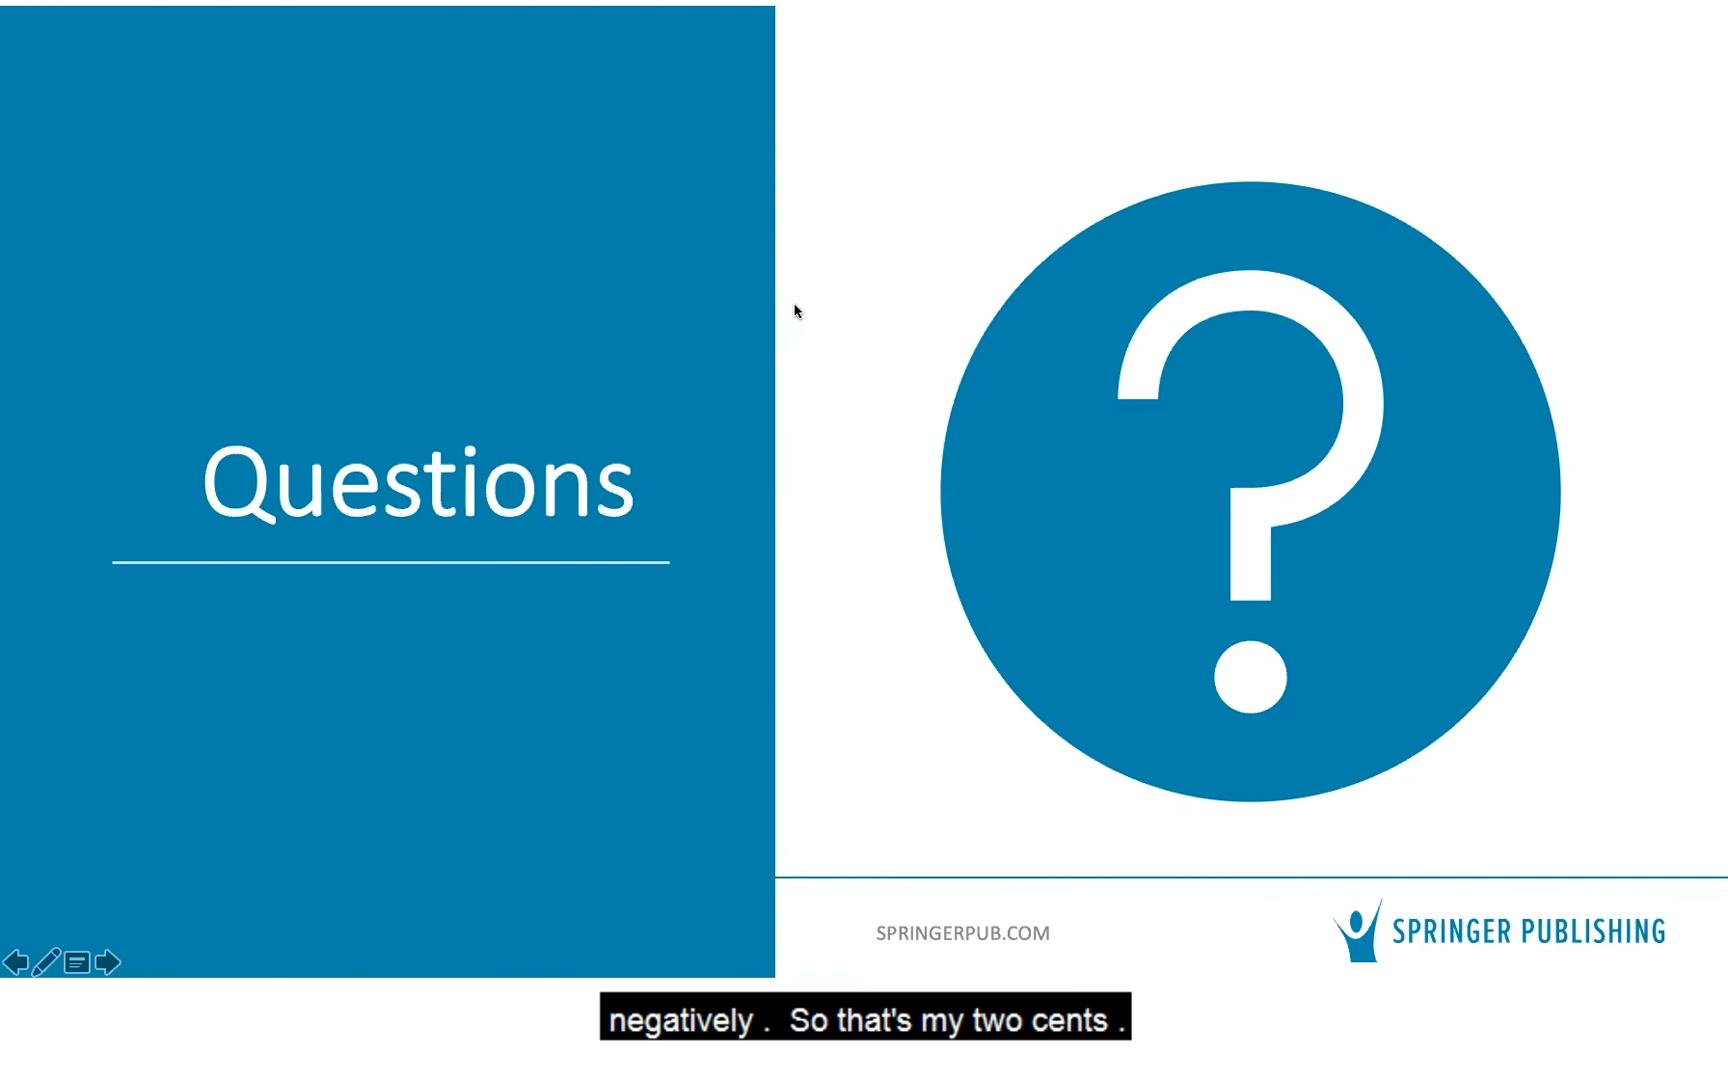 Questions
?
SPRINGERPUB.COM
SPRINGER PUBLISHING
negatively .  So that's my two cents .